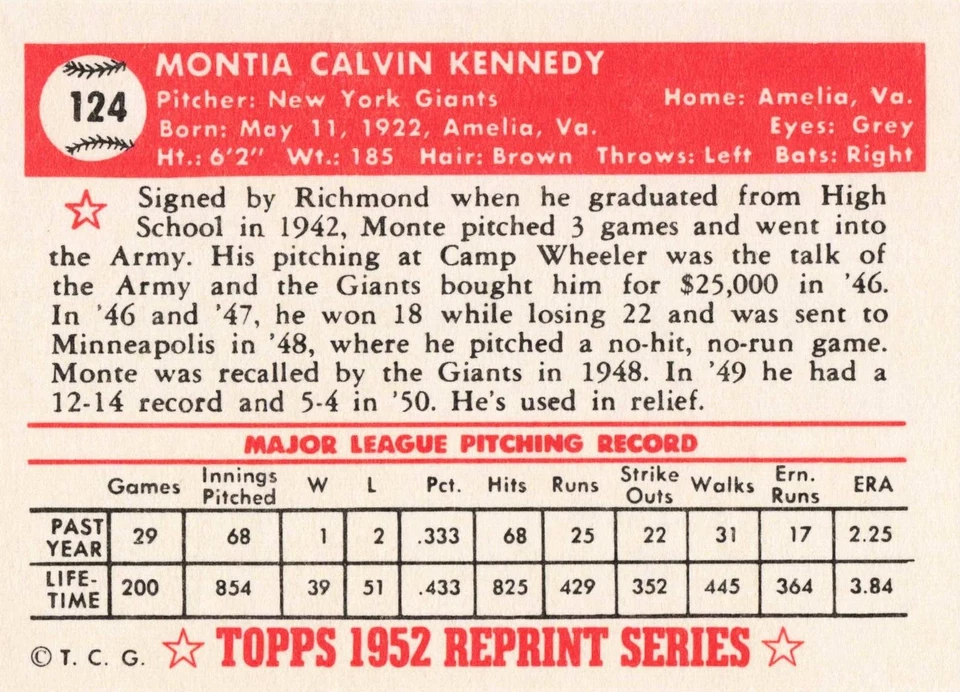 124
MONTIA CALVIN KENNEDY
Pitcher: New York Giants Home: Amelia, Va.
Born: May 11, 1922, Amelia, Va. Eyes: Grey
Ht.: 6'2" Wt.: 185 Hair: Brown Throws: Left Bats: Right
Signed by Richmond when he graduated from High
School in 1942, Monte pitched 3 games and went into
the Army. His pitching at Camp Wheeler was the talk of
the Army and the Giants bought him for $25,000 in '46.
In '46 and '47, he won 18 while losing 22 and was sent to
Minneapolis in '48, where he pitched a no-hit, no-run game.
Monte was recalled by the Giants in 1948. In '49 he had a
12-14 record and 5-4 in '50. He's used in relief.
MAJOR LEAGUE PITCHING RECORD
Games Innings Pitched W L Pct. Hits Runs Strike Outs Walks Ern. Runs ERA
PAST YEAR 29 68 1 2 .333 68 25 22 31 17 2.25
LIFE-TIME 200 854 39 51 .433 825 429 352 445 364 3.84
© T. C. G. TOPPS 1952 REPRINT SERIES